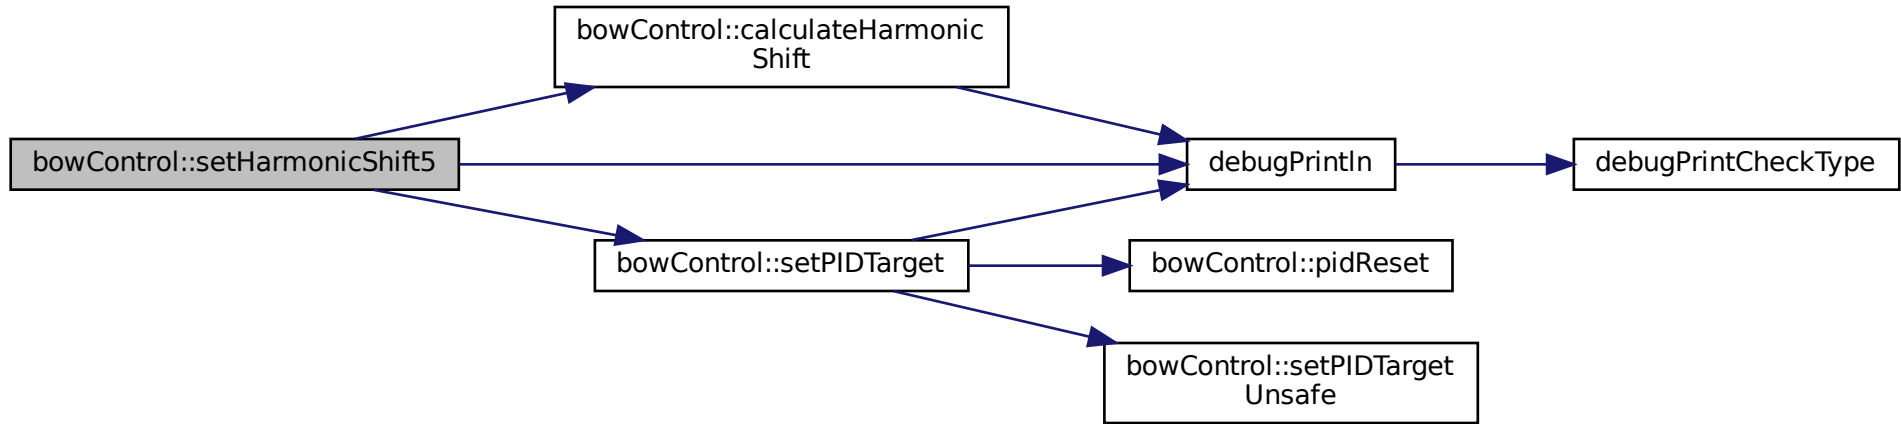 bowControl::calculateHarmonic
Shift
bowControl::setHarmonicShift5
debugPrintln
debugPrintCheckType
bowControl::setPIDTarget
bowControl::pidReset
bowControl::setPIDTarget
Unsafe